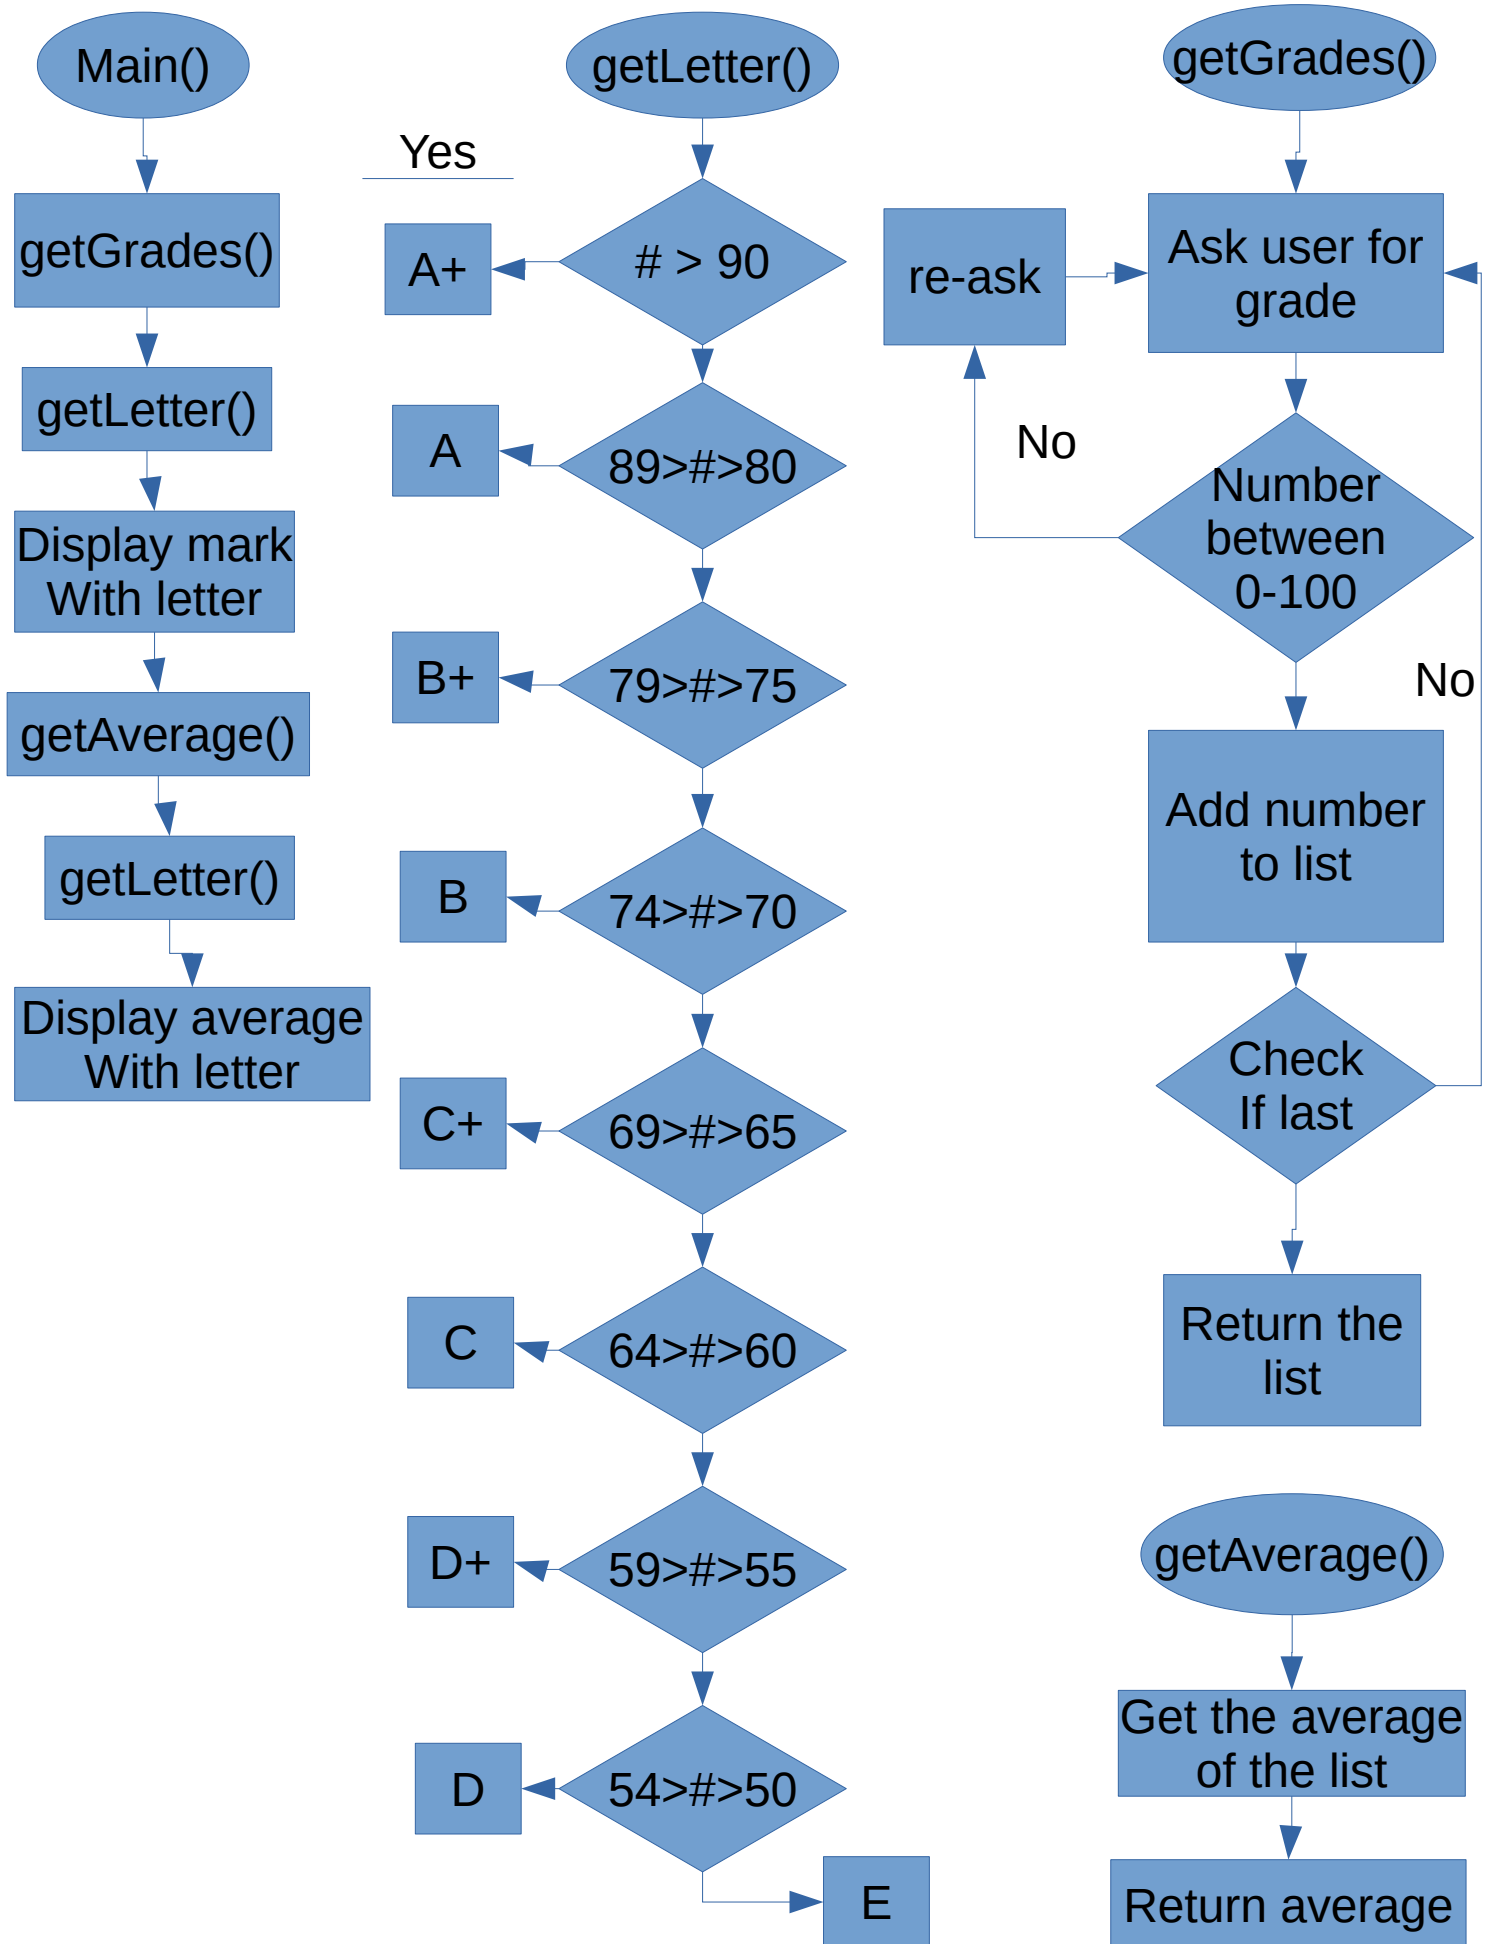 Main()
getGrades()
getLetter()
Display mark
With letter
getAverage()
getLetter()
Display average
With letter
getLetter()
Yes
# > 90
A+
89>#>80
A
79>#>75
B+
74>#>70
B
69>#>65
C+
64>#>60
C
59>#>55
D+
54>#>50
D
E
getGrades()
Ask user for
grade
re-ask
No
Number
between
0-100
No
Add number
to list
Check
If last
Return the
list
getAverage()
Get the average
of the list
Return average